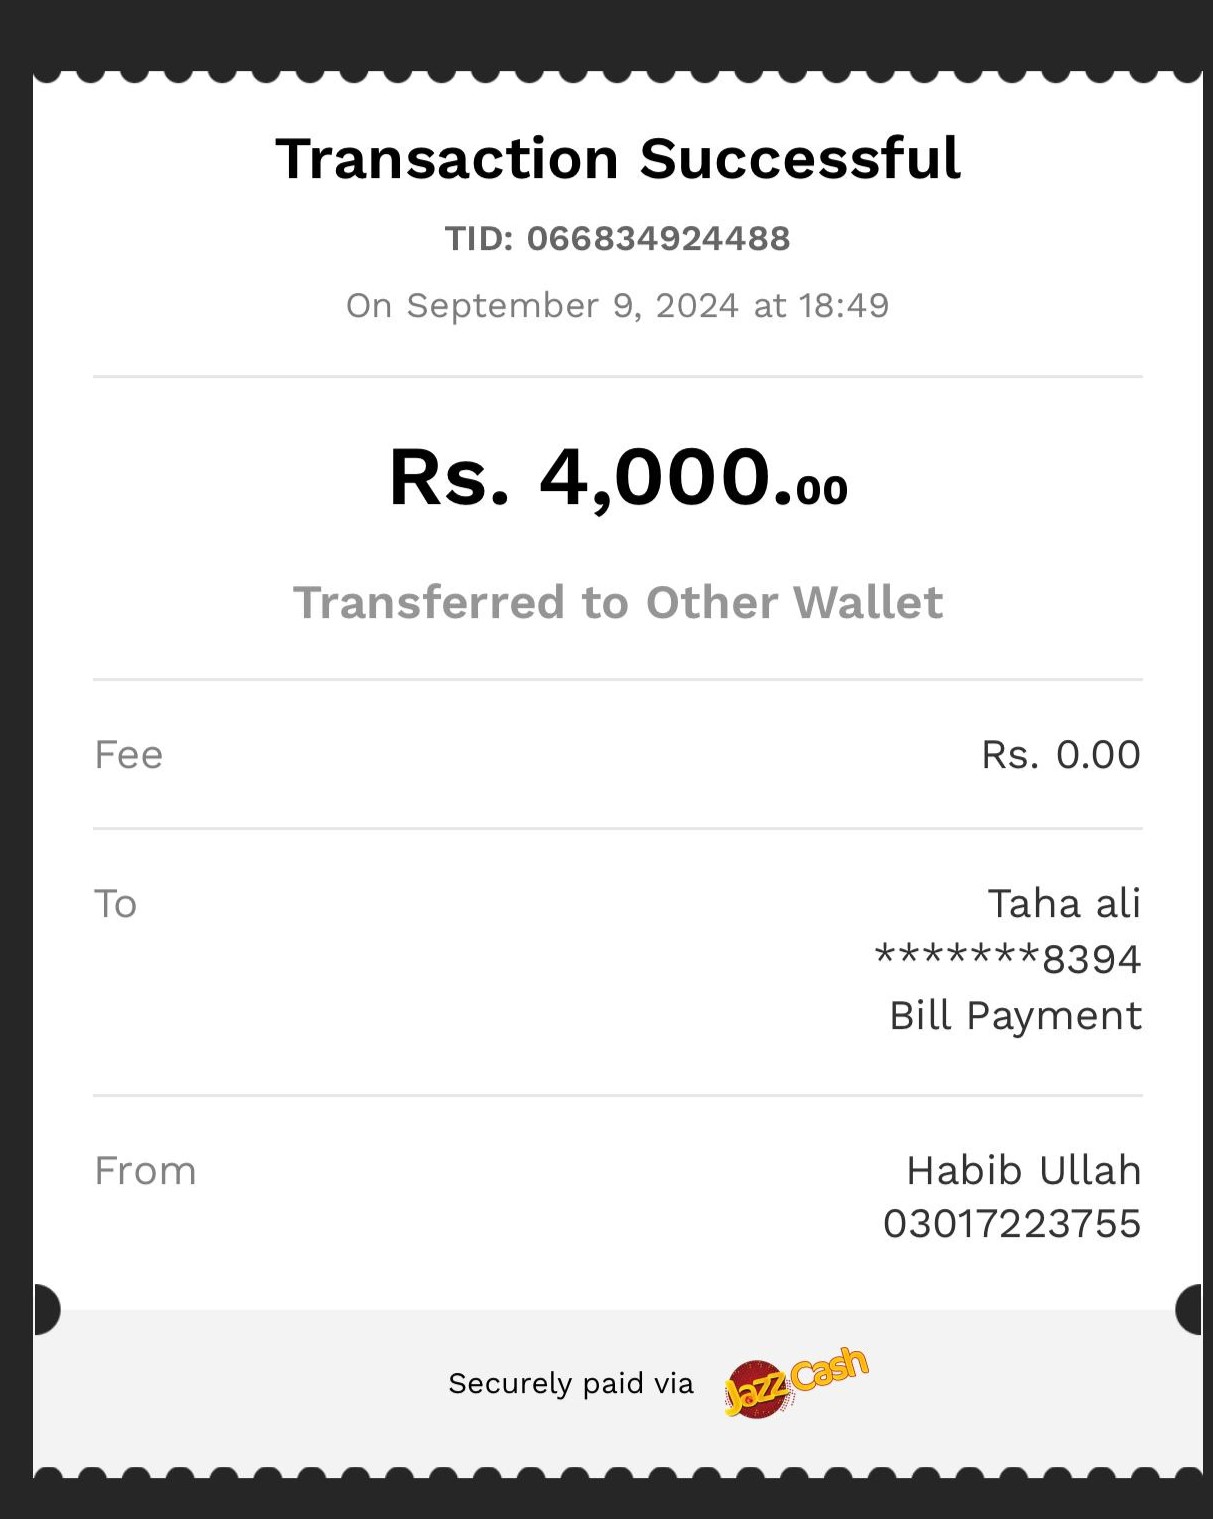 Transaction Successful
TID: 066834924488
On September 9, 2024 at 18:49
Rs. 4,000.00
Transferred to Other Wallet
Fee Rs. 0.00
To Taha ali
*******8394
Bill Payment
From Habib Ullah
03017223755
Securely paid via JazzCash